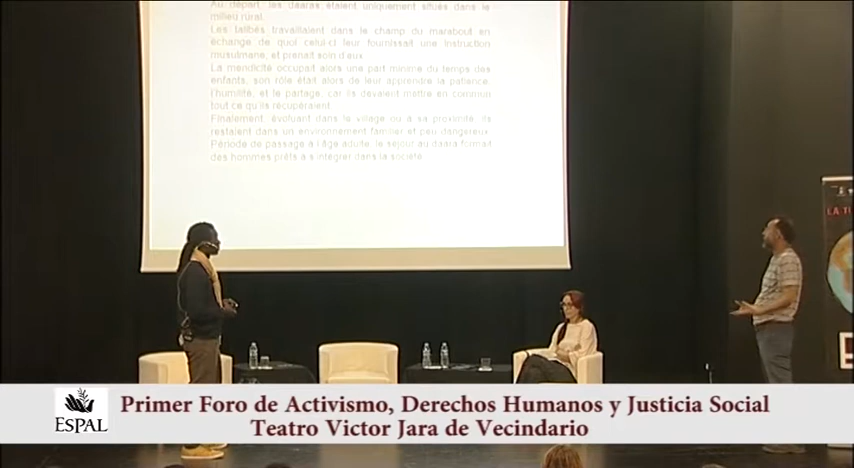 Au départ, les daaras, étaient uniquement situés dans le
milieu rural.
Les talibés travaillaient dans le champ du marabout en
échange de quoi celui-ci leur fournissait une instruction
musulmane, et prenait soin d'eux.
La mendicité occupait alors une part minime du temps des
enfants, son rôle était alors de leur apprendre la patience,
l'humilité, et le partage, car ils devaient mettre en commun
tout ce qu'ils récupéraient.
Finalement, évoluant dans le village ou à sa proximité, ils
restaient dans un environnement familier et peu dangereux.
Période de passage à l'âge adulte, le séjour au daara formait
des hommes prêts à s'intégrer dans la société.
LA TI
ESPAL
Primer Foro de Activismo, Derechos Humanos y Justicia Social
Teatro Victor Jara de Vecindario